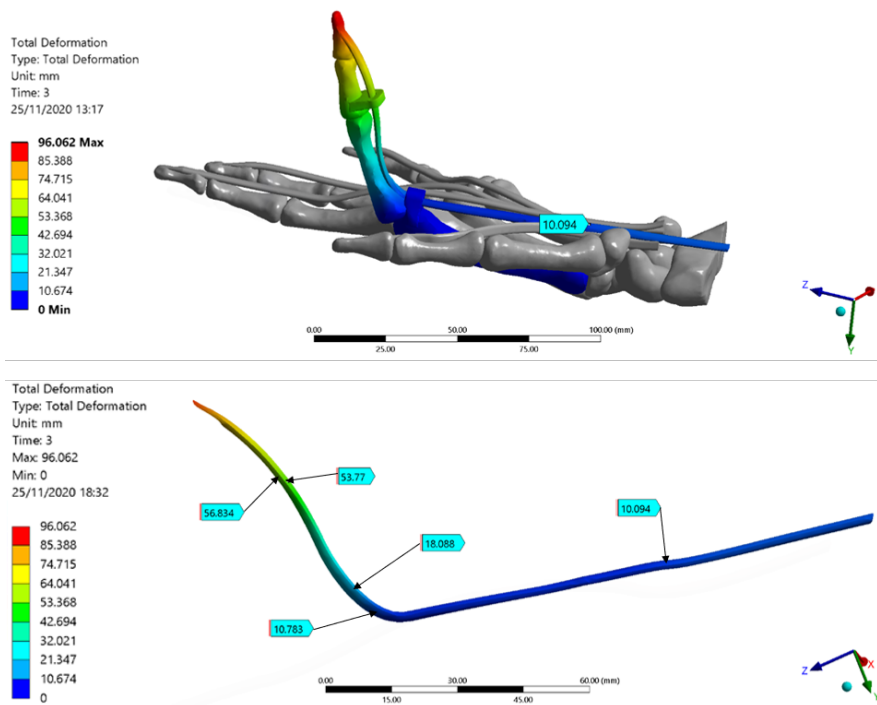 Total Deformation
Type: Total Deformation
Unit: mm
Time: 3
25/11/2020 13:17
96.062 Max
85.388
74.715
64.041
53.368
42.694
32.021
21.347
10.674
0 Min
10.094
Z
Y
0.00 50.00 100.00 (mm)
25.00 75.00
Total Deformation
Type: Total Deformation
Unit: mm
Time: 3
Max: 96.062
Min: 0
25/11/2020 18:32
96.062
85.388
74.715
64.041
53.368
42.694
32.021
21.347
10.674
0
53.77
56.834
10.094
18.088
10.783
Z
X
0.00 30.00 60.00 (mm)
15.00 45.00